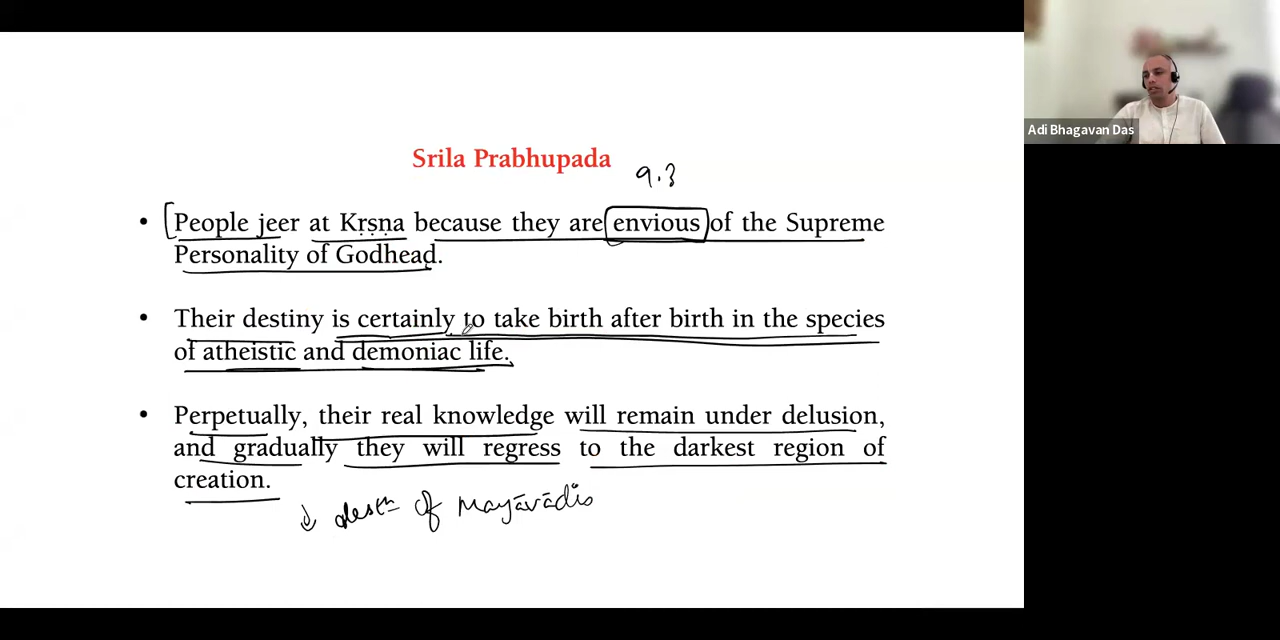 Srila Prabhupada
9.3
• [People jeer at Kṛṣṇa because they are envious of the Supreme
Personality of Godhead.
• Their destiny is certainly to take birth after birth in the species
of atheistic and demoniac life.
• Perpetually, their real knowledge will remain under delusion,
and gradually they will regress to the darkest region of
creation.
↓ of Māyāvādīs
Adi Bhagavan Das